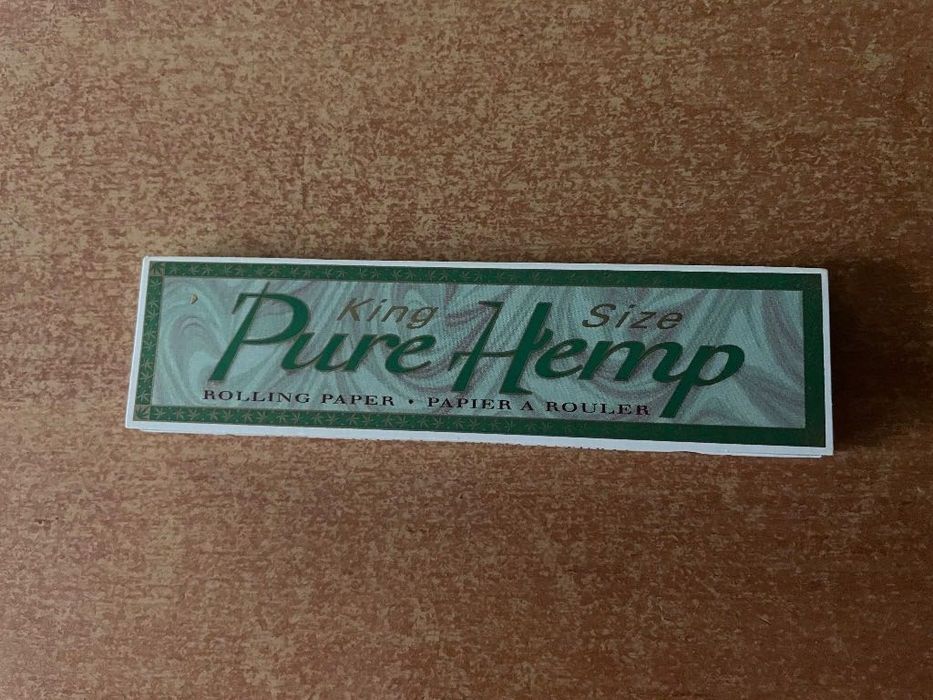 King Size
Pure Hemp
ROLLING PAPER • PAPIER A ROULER